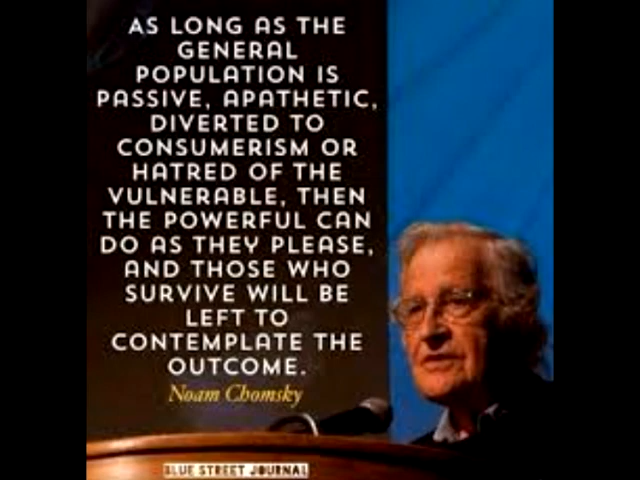 AS LONG AS THE
GENERAL
POPULATION IS
PASSIVE, APATHETIC,
DIVERTED TO
CONSUMERISM OR
HATRED OF THE
VULNERABLE, THEN
THE POWERFUL CAN
DO AS THEY PLEASE,
AND THOSE WHO
SURVIVE WILL BE
LEFT TO
CONTEMPLATE THE
OUTCOME.
Noam Chomsky
BLUE STREET JOURNAL